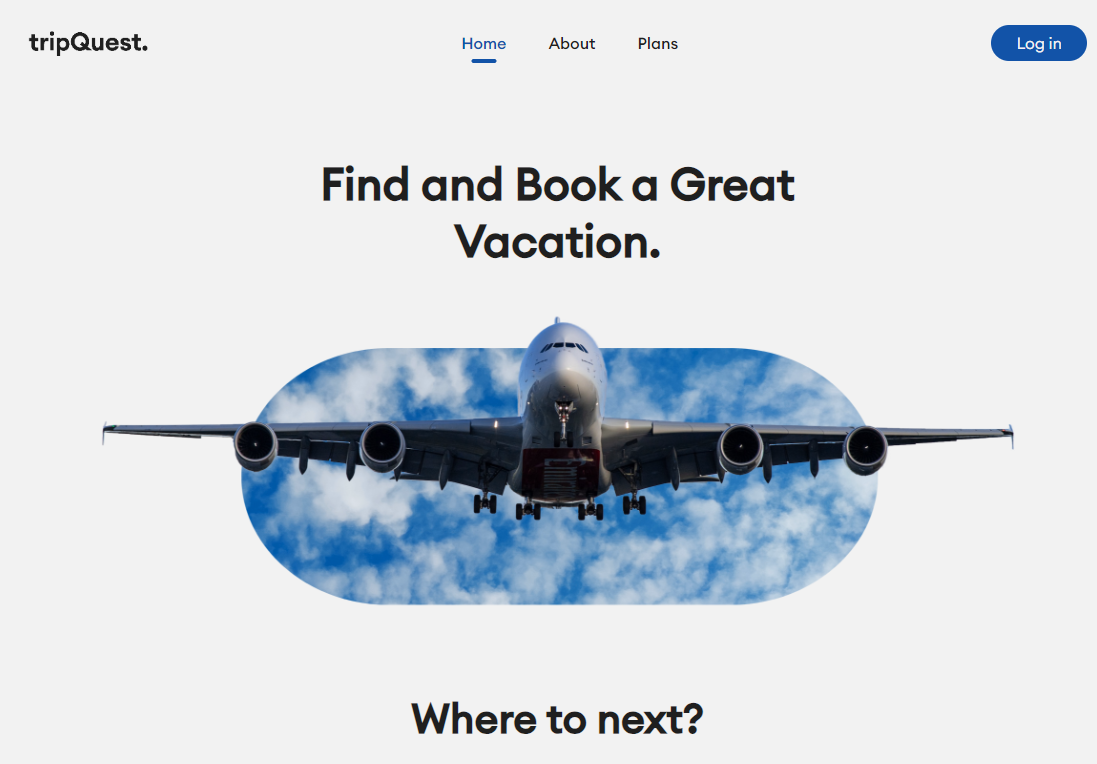 tripQuest.
Home
About
Plans
Log in
Find and Book a Great
Vacation.
Where to next?